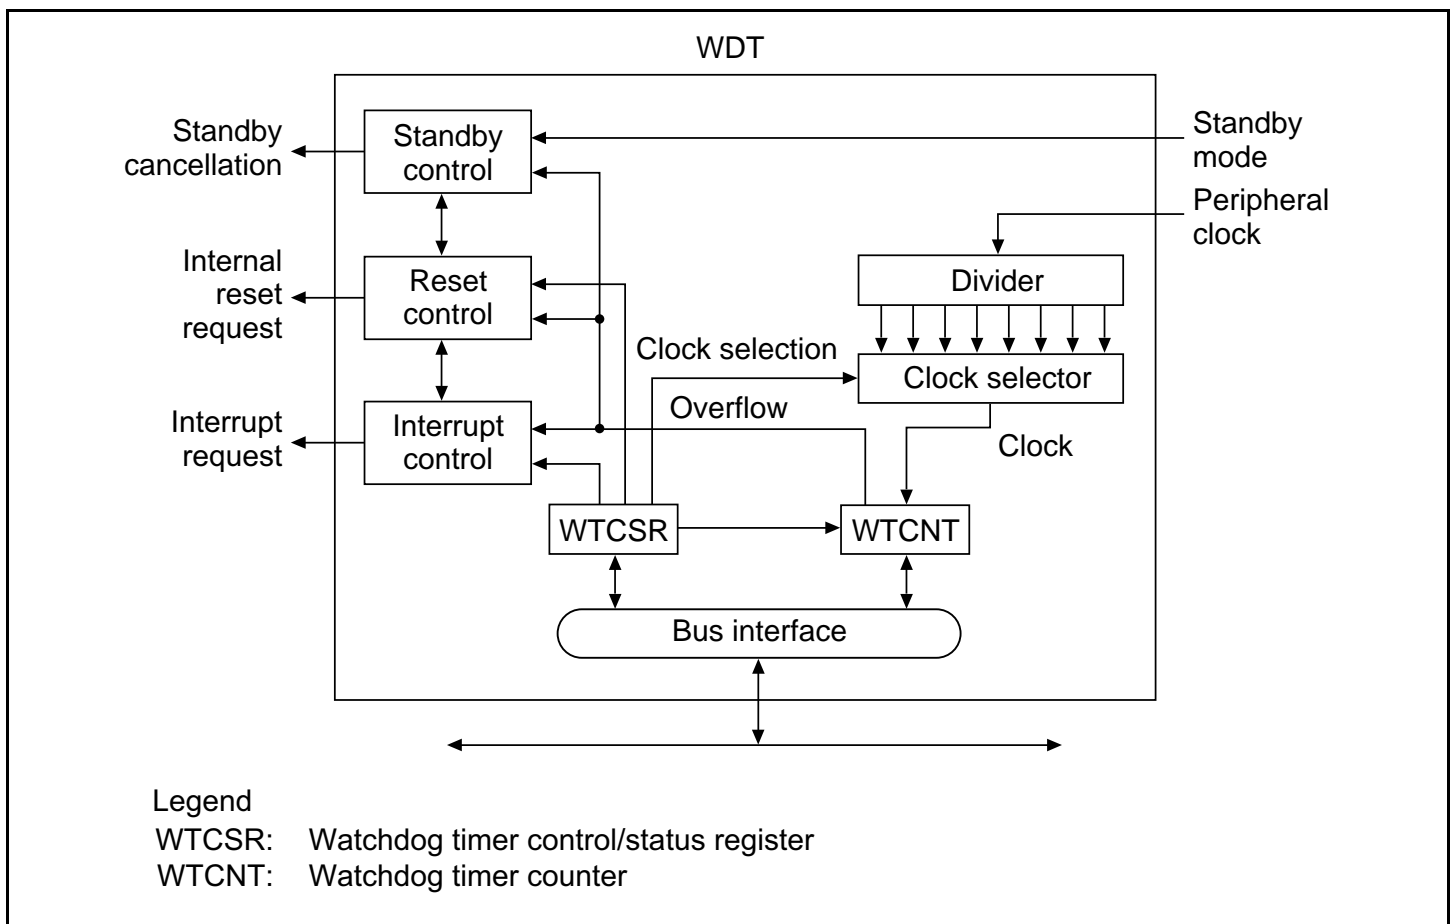 WDT
Standby
cancellation
Standby
control
Standby
mode
Peripheral
clock
Internal
reset
request
Reset
control
Divider
Clock selection
Clock selector
Overflow
Interrupt
request
Interrupt
control
Clock
WTCSR
WTCNT
Bus interface
Legend
WTCSR: Watchdog timer control/status register
WTCNT: Watchdog timer counter